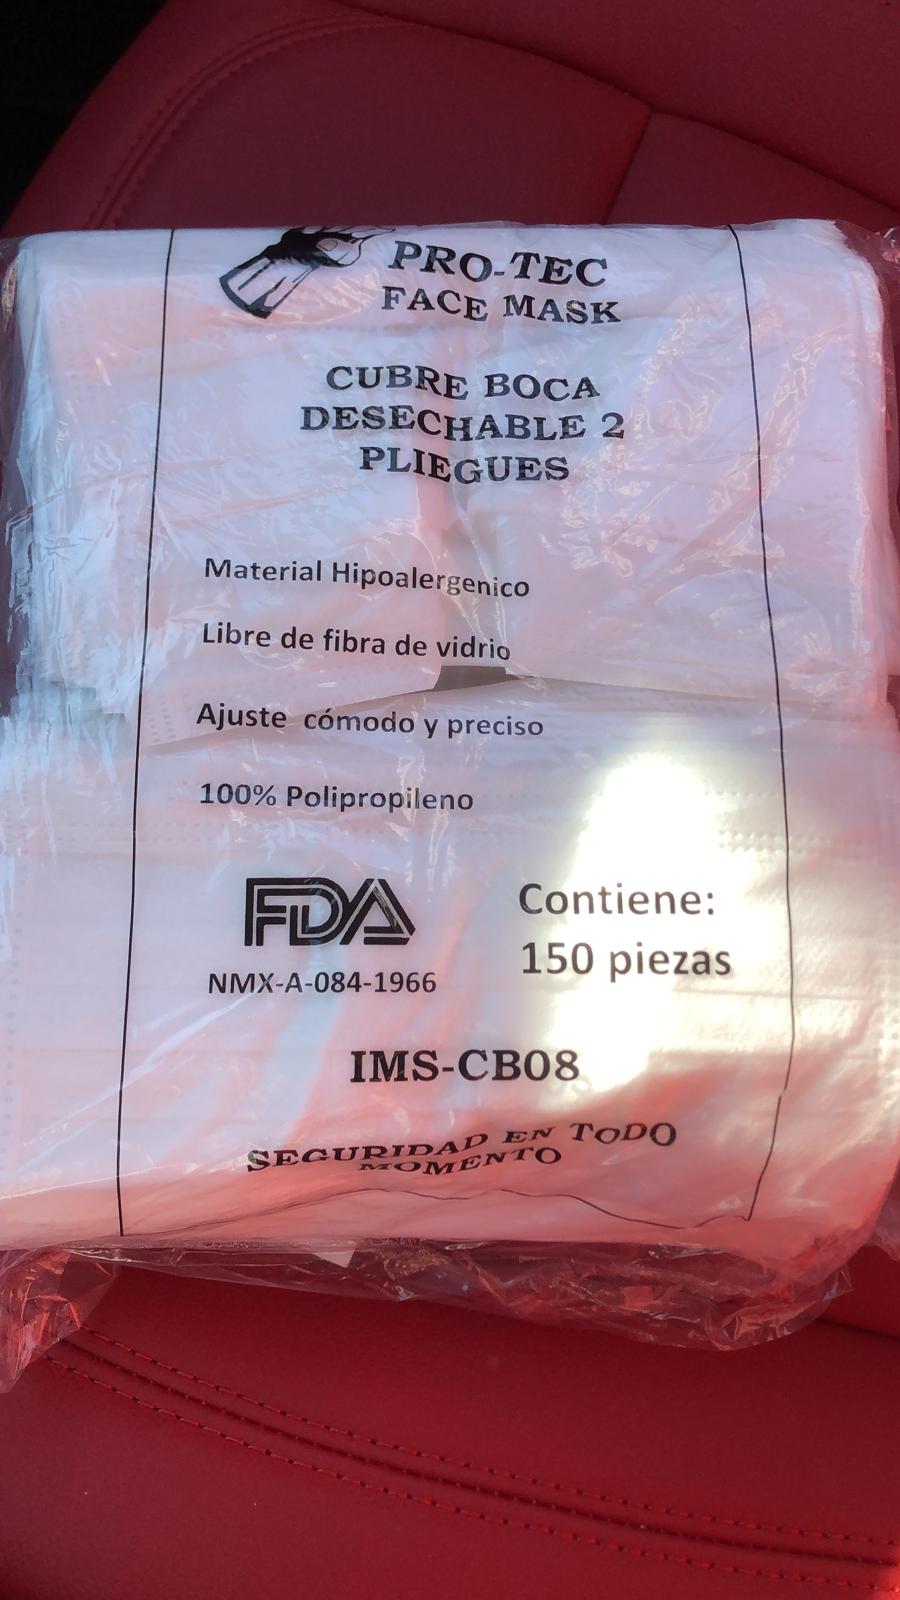 PRO-TEC
FACE MASK
CUBRE BOCA
DESECHABLE 2
PLIEGUES
Material Hipoalergenico
Libre de fibra de vidrio
Ajuste cómodo y preciso
100% Polipropileno
FDA
NMX-A-084-1966
Contiene:
150 piezas
IMS-CB08
SEGURIDAD EN TODO
MOMENTO